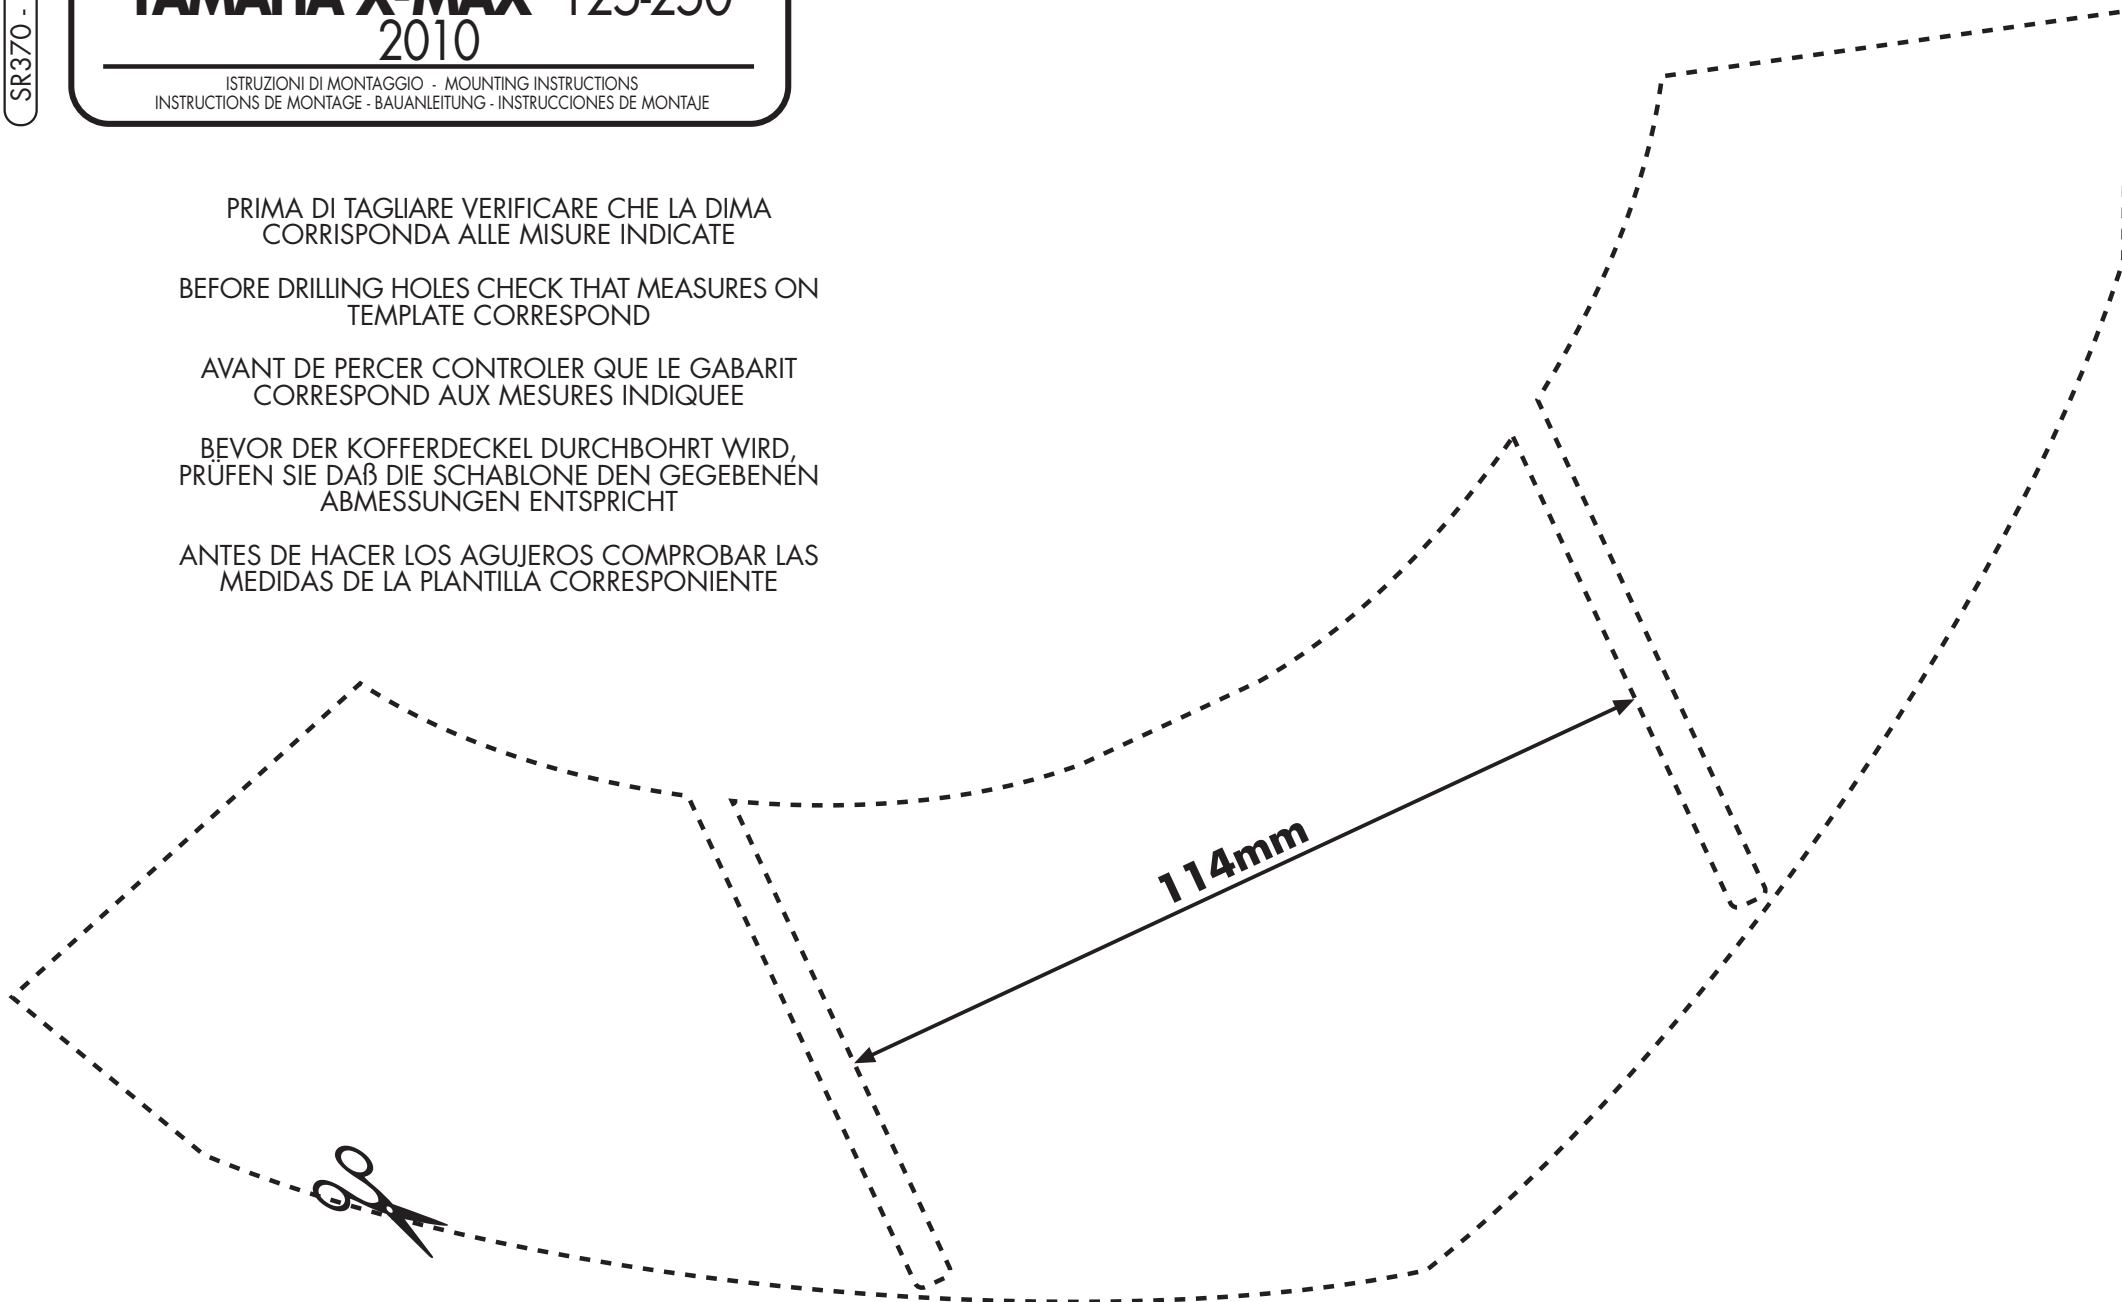 SR370 -
YAMAHA X-MAX 125-250
2010
ISTRUZIONI DI MONTAGGIO - MOUNTING INSTRUCTIONS
INSTRUCTIONS DE MONTAGE - BAUANLEITUNG - INSTRUCCIONES DE MONTAJE
PRIMA DI TAGLIARE VERIFICARE CHE LA DIMA
CORRISPONDA ALLE MISURE INDICATE
BEFORE DRILLING HOLES CHECK THAT MEASURES ON
TEMPLATE CORRESPOND
AVANT DE PERCER CONTROLER QUE LE GABARIT
CORRESPOND AUX MESURES INDIQUEE
BEVOR DER KOFFERDECKEL DURCHBOHRT WIRD,
PRÜFEN SIE DAß DIE SCHABLONE DEN GEGEBENEN
ABMESSUNGEN ENTSPRICHT
ANTES DE HACER LOS AGUJEROS COMPROBAR LAS
MEDIDAS DE LA PLANTILLA CORRESPONIENTE
114mm